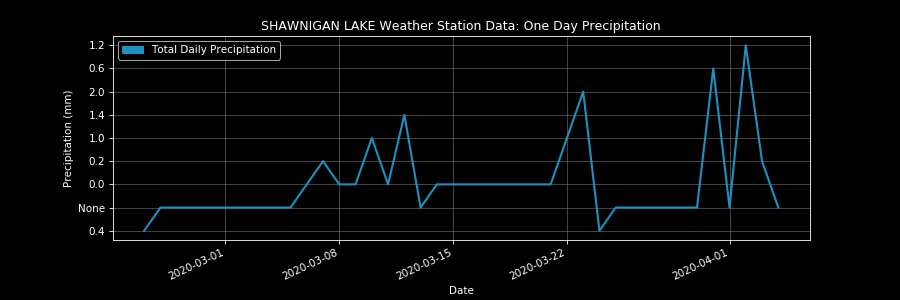 SHAWNIGAN LAKE Weather Station Data: One Day Precipitation
Total Daily Precipitation
Precipitation (mm)
1.2
0.6
2.0
1.4
1.0
0.2
0.0
None
0.4
2020-03-01
2020-03-08
2020-03-15
2020-03-22
2020-04-01
Date